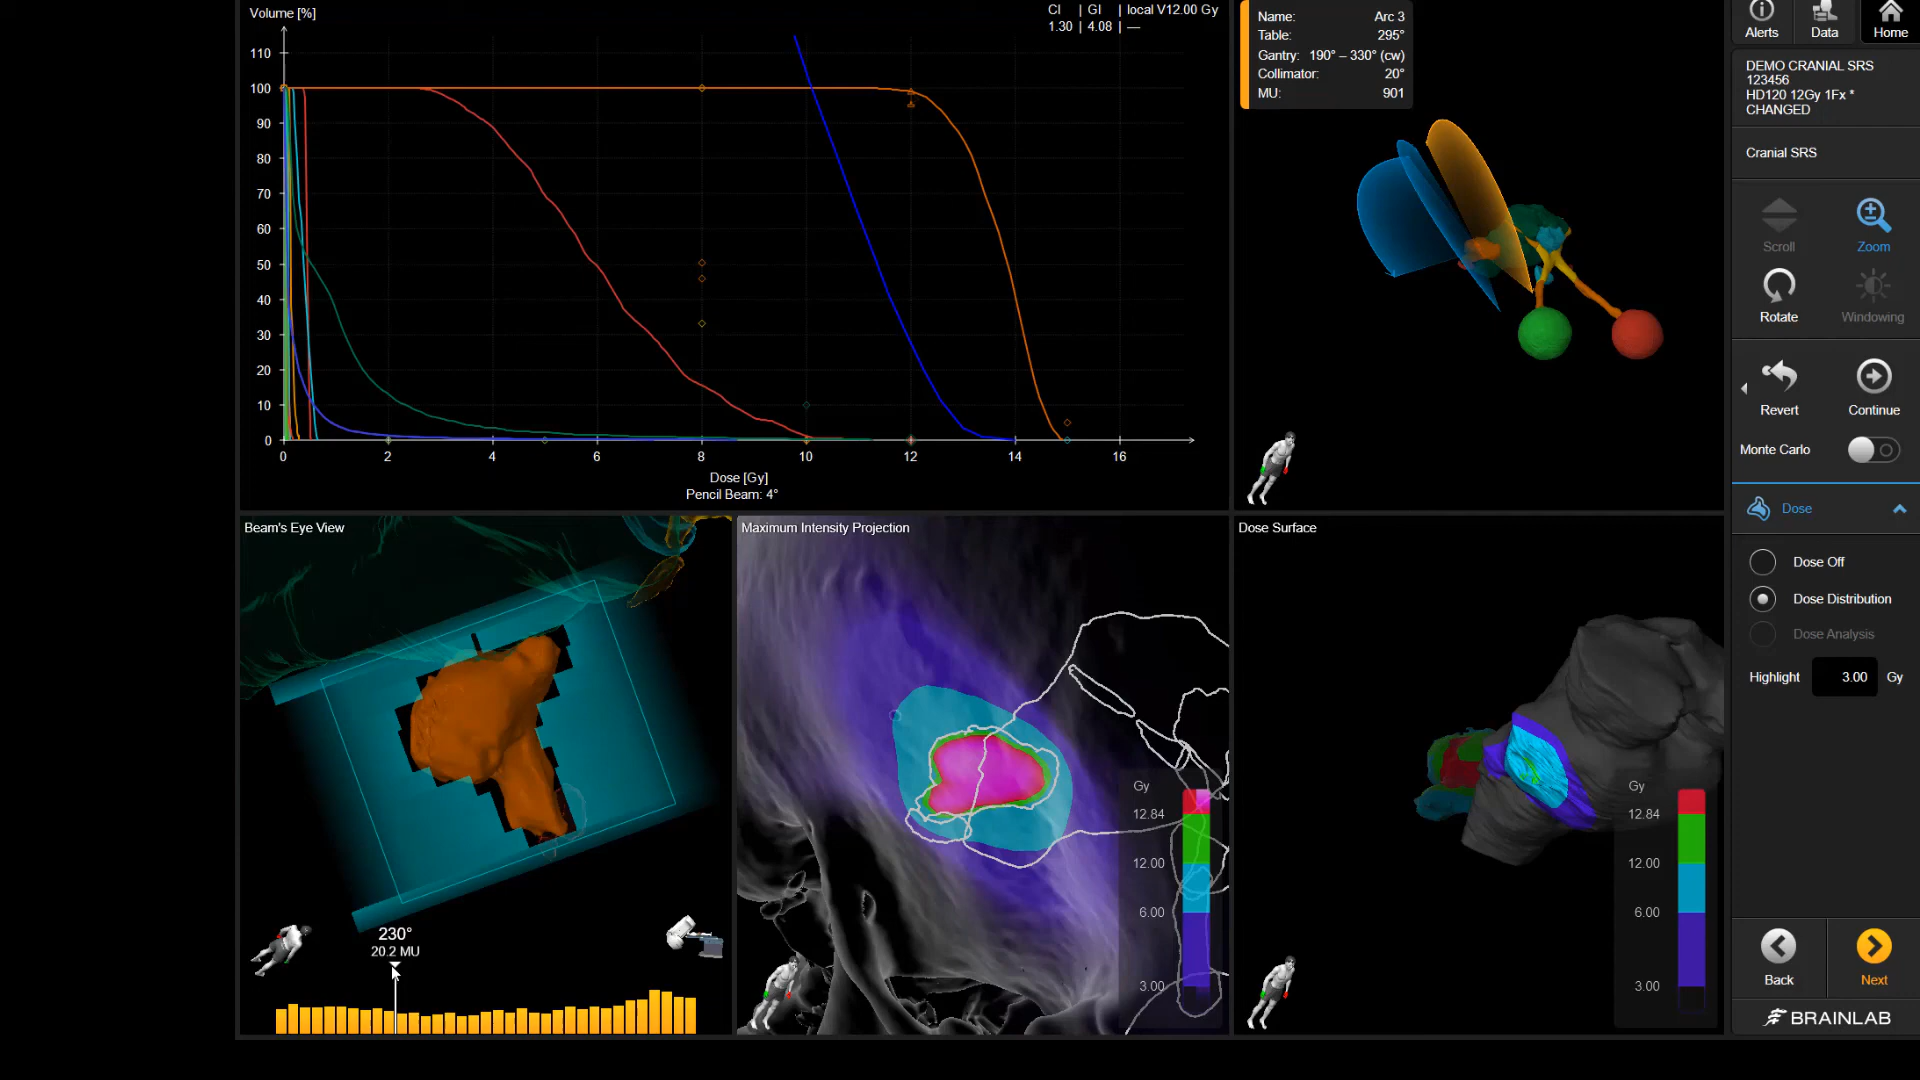 Volume [%]
CI | GI | local V12.00 Gy
1.30 | 4.08 | —
110
100
90
80
70
60
50
40
30
20
10
0
0 2 4 6 8 10 12 14 16
Dose [Gy]
Pencil Beam: 4°
Name: Arc 3
Table: 295°
Gantry: 190° – 330° (cw)
Collimator: 20°
MU: 901
Alerts Data Home
DEMO CRANIAL SRS
123456
HD120 12Gy 1Fx *
CHANGED
Cranial SRS
Scroll Zoom
Rotate Windowing
Revert Continue
Monte Carlo
Dose
Dose Off
Dose Distribution
Dose Analysis
Highlight 3.00 Gy
Back Next
BRAINLAB
Beam's Eye View
230°
20.2 MU
Maximum Intensity Projection
Gy
12.84
12.00
6.00
3.00
Dose Surface
Gy
12.84
12.00
6.00
3.00